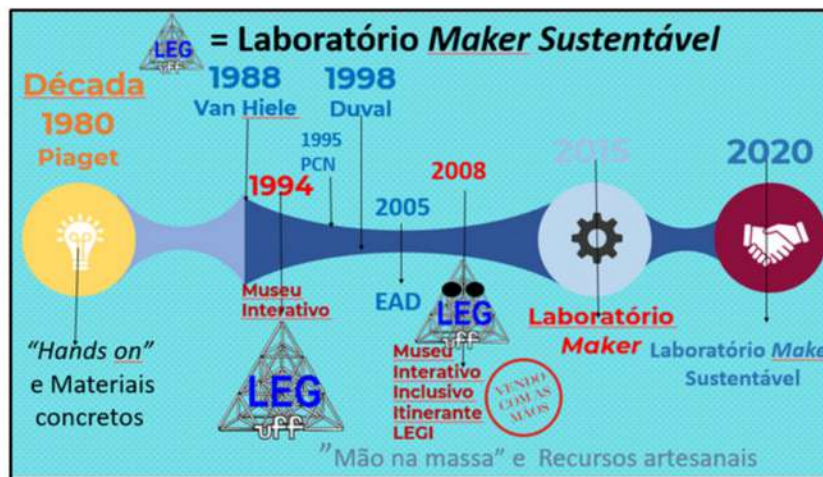 LEG
uff
= Laboratório Maker Sustentável
Década
1980
Piaget
1988
Van Hiele
1998
Duval
1995
PCN
1994
2005
2008
2015
2020
Museu
Interativo
LEG
uff
EAD
LEG
uff
Museu
Interativo
Inclusivo
Itinerante
LEGI
VENDO
COM AS
MÃOS
Laboratório
Maker
Laboratório Make
Sustentável
“Hands on”
e Materiais
concretos
”Mão na massa” e Recursos artesanais